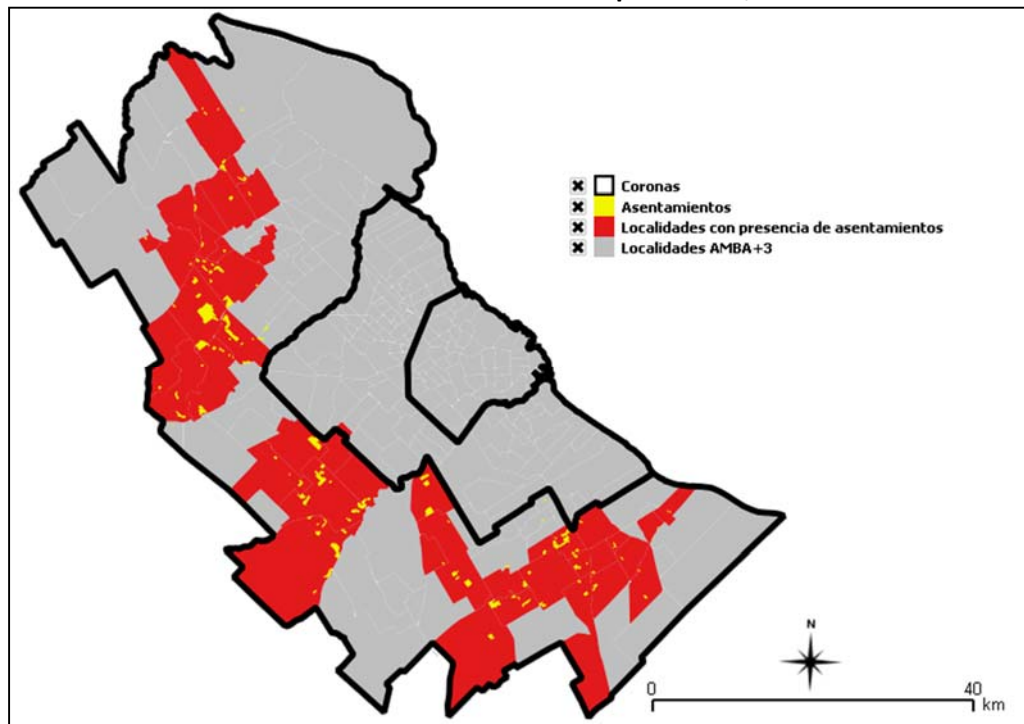 Coronas
Asentamientos
Localidades con presencia de asentamientos
Localidades AMBA+3
N
0 40
km